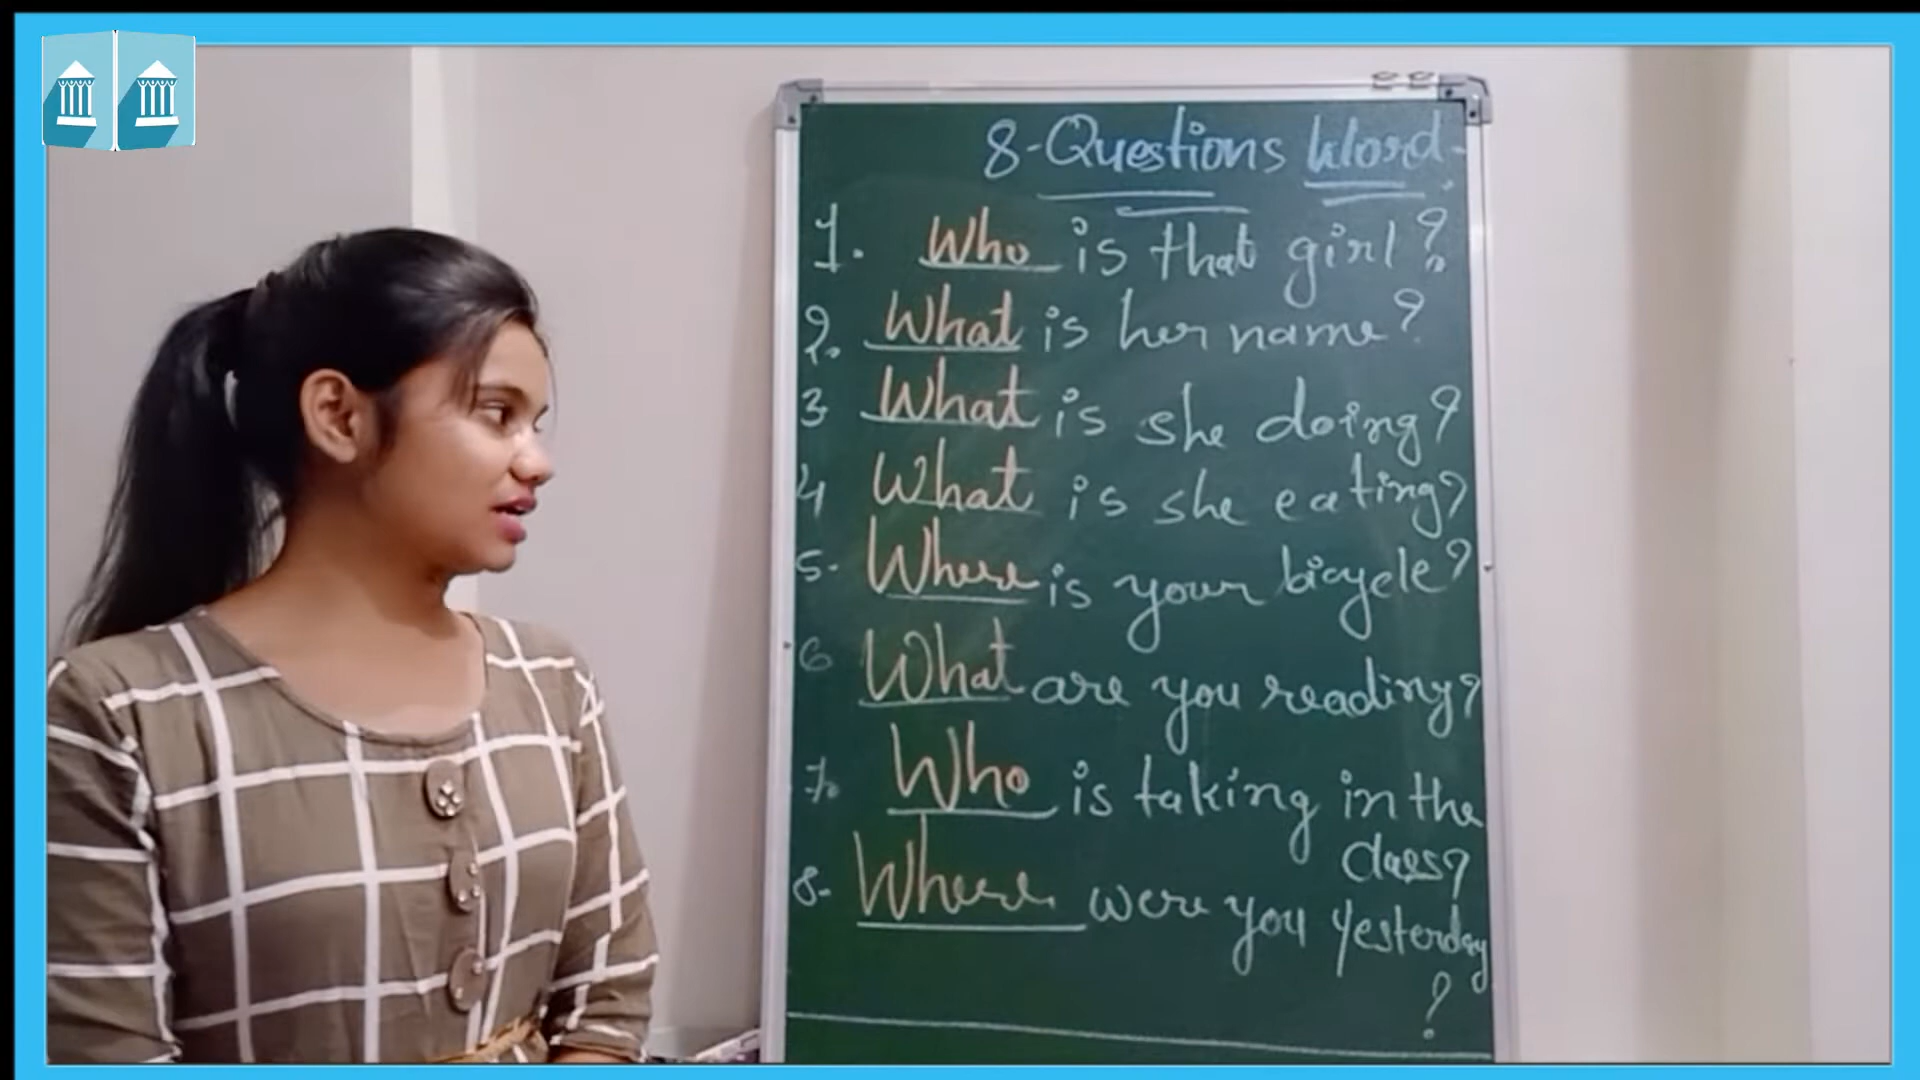 8-Questions Word-
1. Who is that girl?
2. What is her name?
3 What is she doing?
4 What is she eating?
5. Where is your bicycle?
6 What are you reading?
7. Who is taking in the
class?
8. Where were you yesterday
?